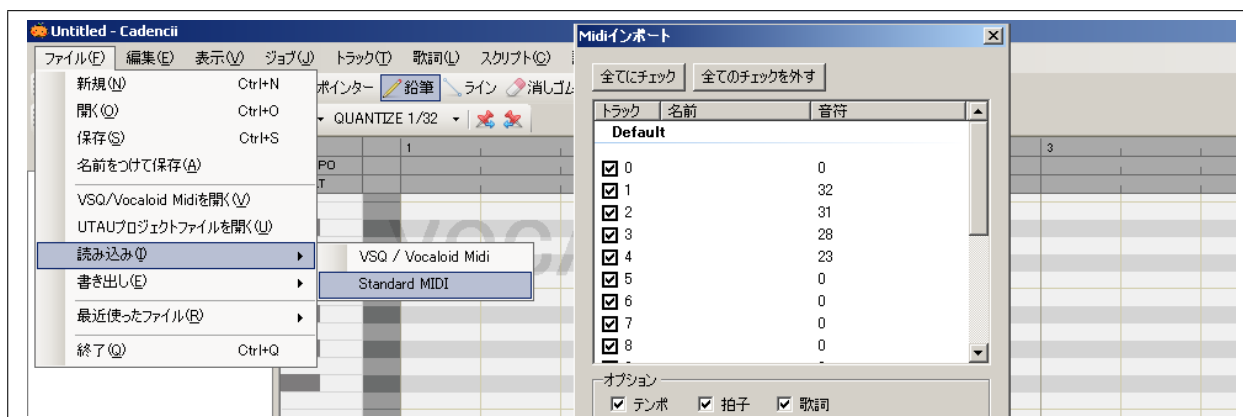 Untitled - Cadencii
ファイル(F) 編集(E) 表示(V) ジョブ(J) トラック(T) 歌詞(L) スクリプト(C)
新規(N) Ctrl+N
開く(O) Ctrl+O
保存(S) Ctrl+S
名前をつけて保存(A)
VSQ/Vocaloid Midiを開く(V)
UTAUプロジェクトファイルを開く(U)
読み込み(I)
書き出し(E)
最近使ったファイル(R)
終了(Q) Ctrl+Q
VSQ / Vocaloid Midi
Standard MIDI
ポインター 鉛筆 ライン 消しゴム
QUANTIZE 1/32
1
3
PO
VOCA
Midiインポート
全てにチェック 全てのチェックを外す
トラック 名前 音符
Default
0 0
1 32
2 31
3 28
4 23
5 0
6 0
7 0
8 0
オプション
テンポ 拍子 歌詞